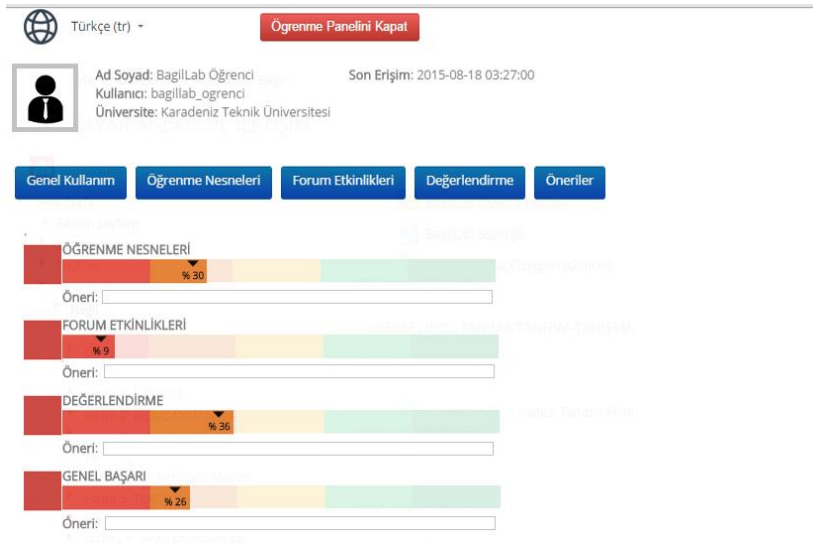 Türkçe (tr)
Ögrenme Panelini Kapat
Ad Soyad: BagilLab Öğrenci
Son Erişim: 2015-08-18 03:27:00
Kullanıcı: bagillab_ogrenci
Üniversite: Karadeniz Teknik Üniversitesi
Genel Kullanım
Öğrenme Nesneleri
Forum Etkinlikleri
Değerlendirme
Öneriler
ÖĞRENME NESNELERİ
% 30
Öneri:
FORUM ETKİNLİKLERİ
% 9
Öneri:
DEĞERLENDİRME
% 36
Öneri:
GENEL BAŞARI
% 26
Öneri: